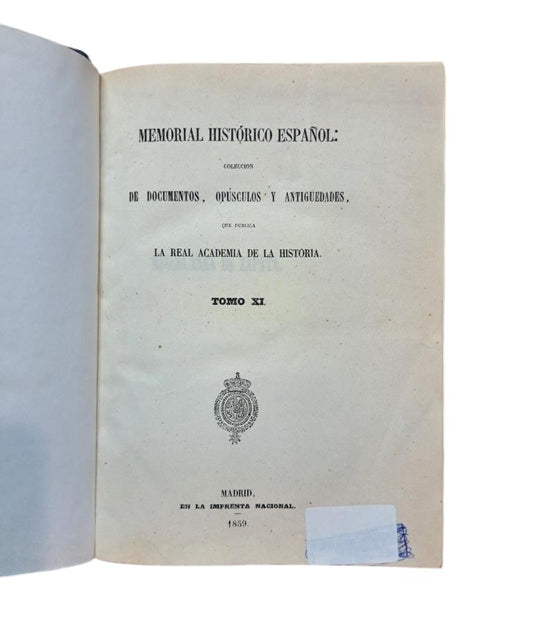 MEMORIAL HISTÓRICO ESPAÑOL:
COLECCION
DE DOCUMENTOS, OPÚSCULOS Y ANTIGÜEDADES,
QUE PUBLICA
LA REAL ACADEMIA DE LA HISTORIA.
TOMO XI.
MADRID,
EN LA IMPRENTA NACIONAL.
1859.